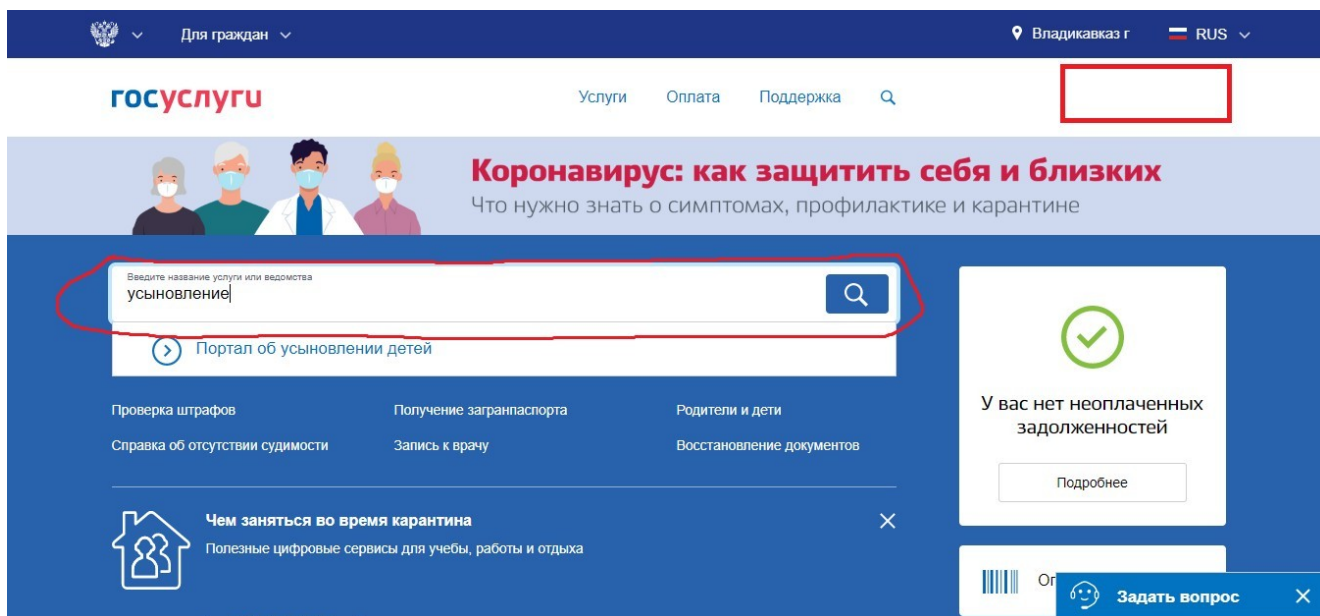 Для граждан
Владикавказ г
RUS
госуслуги
Услуги
Оплата
Поддержка
Коронавирус: как защитить себя и близких
Что нужно знать о симптомах, профилактике и карантине
Введите название услуги или ведомства
усыновление
Портал об усыновлении детей
Проверка штрафов
Получение загранпаспорта
Родители и дети
Справка об отсутствии судимости
Запись к врачу
Восстановление документов
Чем заняться во время карантина
Полезные цифровые сервисы для учебы, работы и отдыха
У вас нет неоплаченных
задолженностей
Подробнее
Задать вопрос